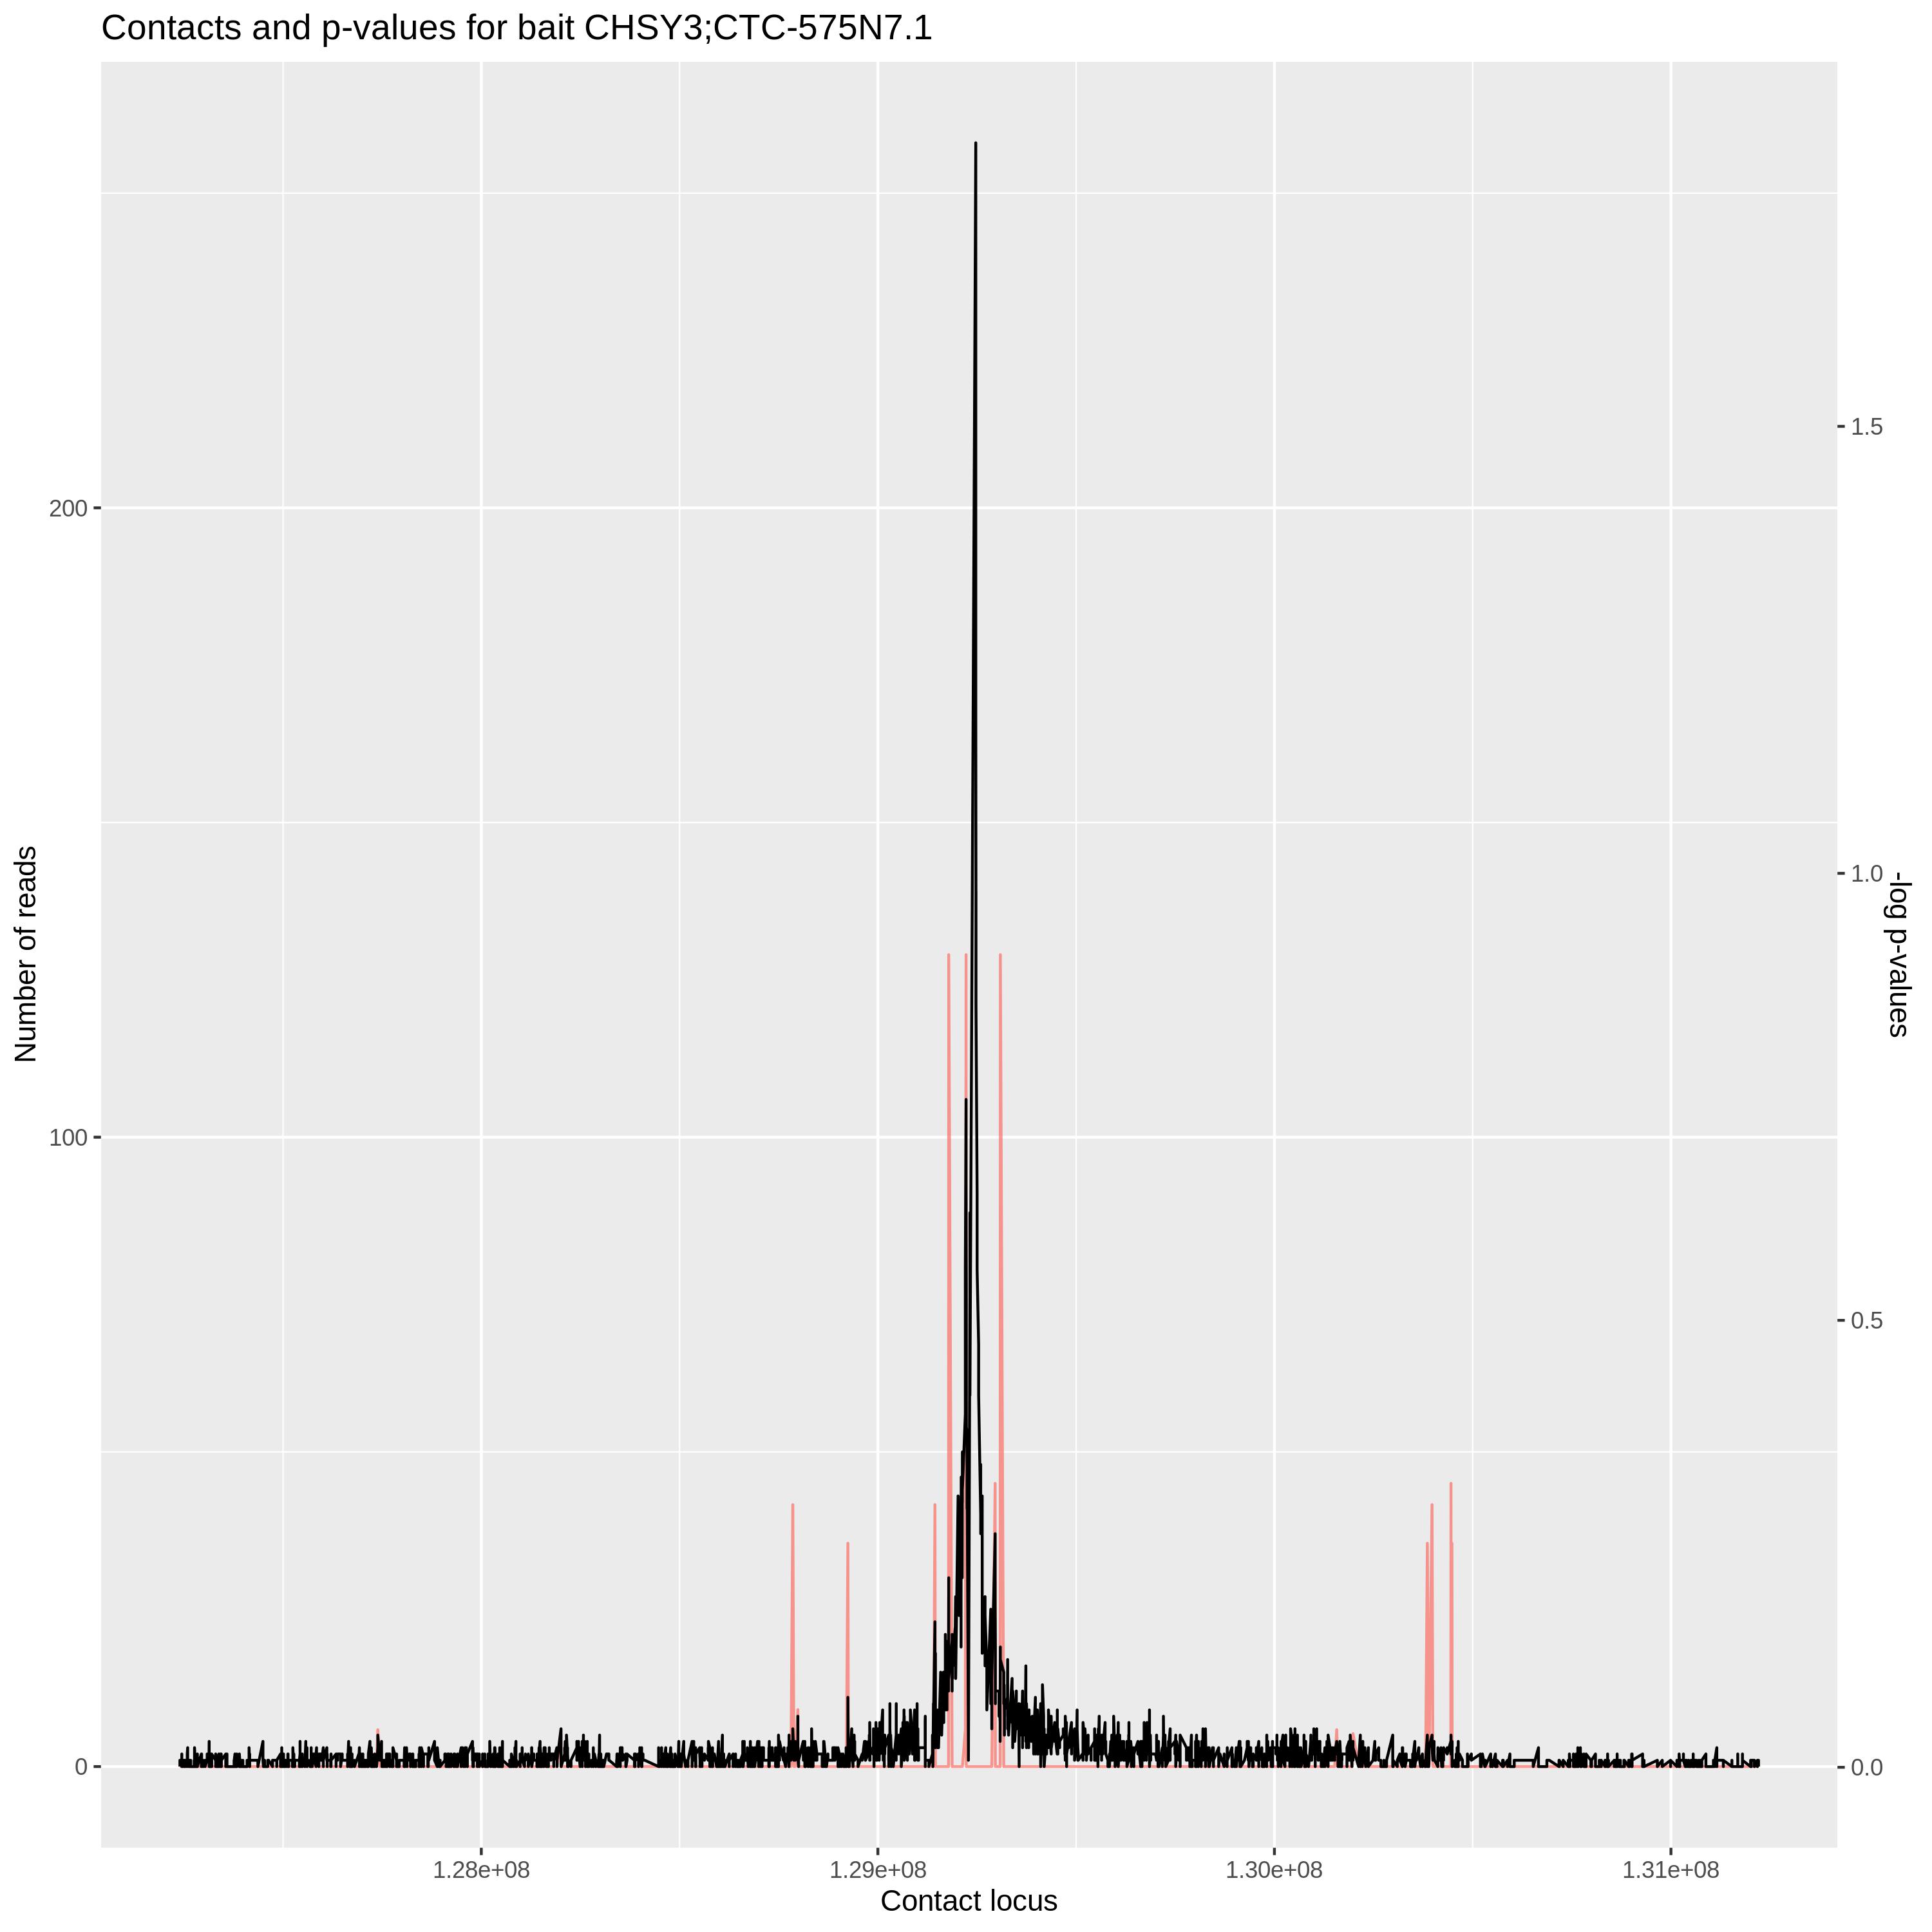 Contacts and p-values for bait CHSY3;CTC-575N7.1
Number of reads
200
100
0
1.5
1.0
0.5
0.0
-log p-values
1.28e+08
1.29e+08
1.30e+08
1.31e+08
Contact locus